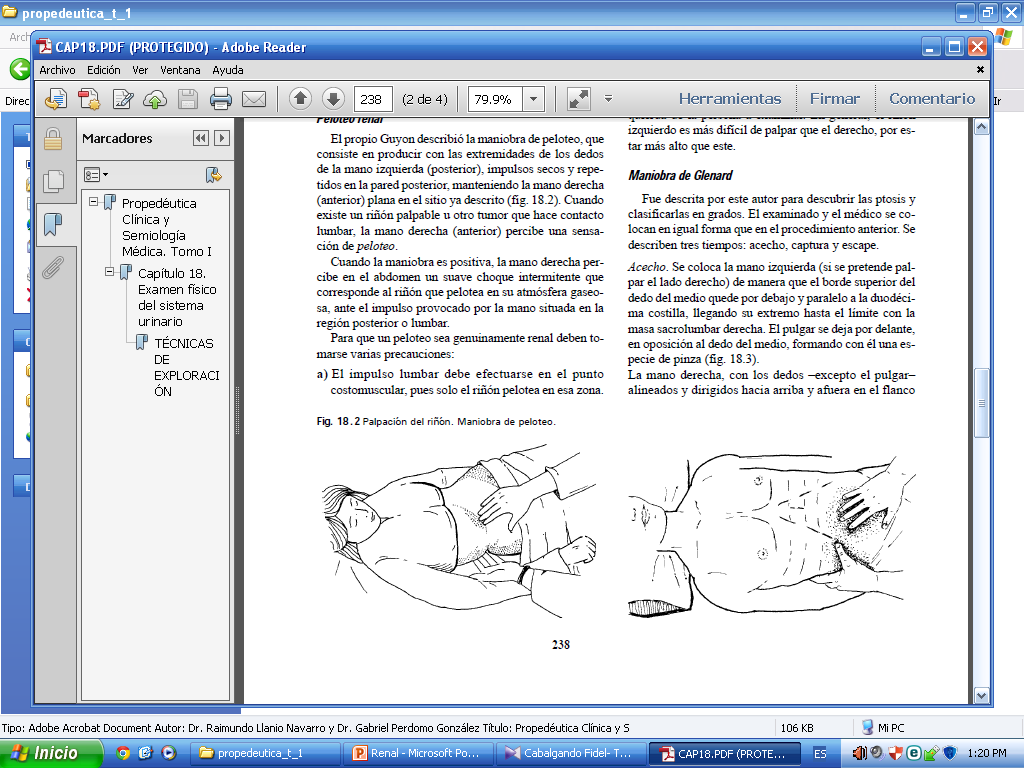 propedeutica_t_1
Arch
CAP18.PDF (PROTEGIDO) - Adobe Reader
Archivo Edición Ver Ventana Ayuda
238 (2 de 4) 79.9% Herramientas Firmar Comentario
Direc
Ir
Marcadores
Propedéutica
Clínica y
Semiología
Médica. Tomo I
Capítulo 18.
Examen físico
del sistema
urinario
TÉCNICAS
DE
EXPLORACI
ÓN
Peloteo renal
El propio Guyon describió la maniobra de peloteo, que
consiste en producir con las extremidades de los dedos
de la mano izquierda (posterior), impulsos secos y repe-
tidos en la pared posterior, manteniendo la mano derecha
(anterior) plana en el sitio ya descrito (fig. 18.2). Cuando
existe un riñón palpable u otro tumor que hace contacto
lumbar, la mano derecha (anterior) percibe una sensa-
ción de peloteo.
Cuando la maniobra es positiva, la mano derecha per-
cibe en el abdomen un suave choque intermitente que
corresponde al riñón que pelotea en su atmósfera gaseo-
sa, ante el impulso provocado por la mano situada en la
región posterior o lumbar.
Para que un peloteo sea genuinamente renal deben to-
marse varias precauciones:
a) El impulso lumbar debe efectuarse en el punto
costomuscular, pues solo el riñón pelotea en esa zona.
Fig. 18.2 Palpación del riñón. Maniobra de peloteo.
izquierdo es más difícil de palpar que el derecho, por es-
tar más alto que este.
Maniobra de Glenard
Fue descrita por este autor para descubrir las ptosis y
clasificarlas en grados. El examinado y el médico se co-
locan en igual forma que en el procedimiento anterior. Se
describen tres tiempos: acecho, captura y escape.
Acecho. Se coloca la mano izquierda (si se pretende pal-
par el lado derecho) de manera que el borde superior del
dedo del medio quede por debajo y paralelo a la duodéci-
ma costilla, llegando su extremo hasta el límite con la
masa sacrolumbar derecha. El pulgar se deja por delante,
en oposición al dedo del medio, formando con él una es-
pecie de pinza (fig. 18.3).
La mano derecha, con los dedos –excepto el pulgar–
alineados y dirigidos hacia arriba y afuera en el flanco
238
Tipo: Adobe Acrobat Document Autor: Dr. Raimundo Llanio Navarro y Dr. Gabriel Perdomo González Título: Propedéutica Clínica y S 106 KB Mi PC
Inicio propedeutica_t_1 Renal - Microsoft Po... Cabalgando Fidel- T... CAP18.PDF (PROTE... ES 1:20 PM